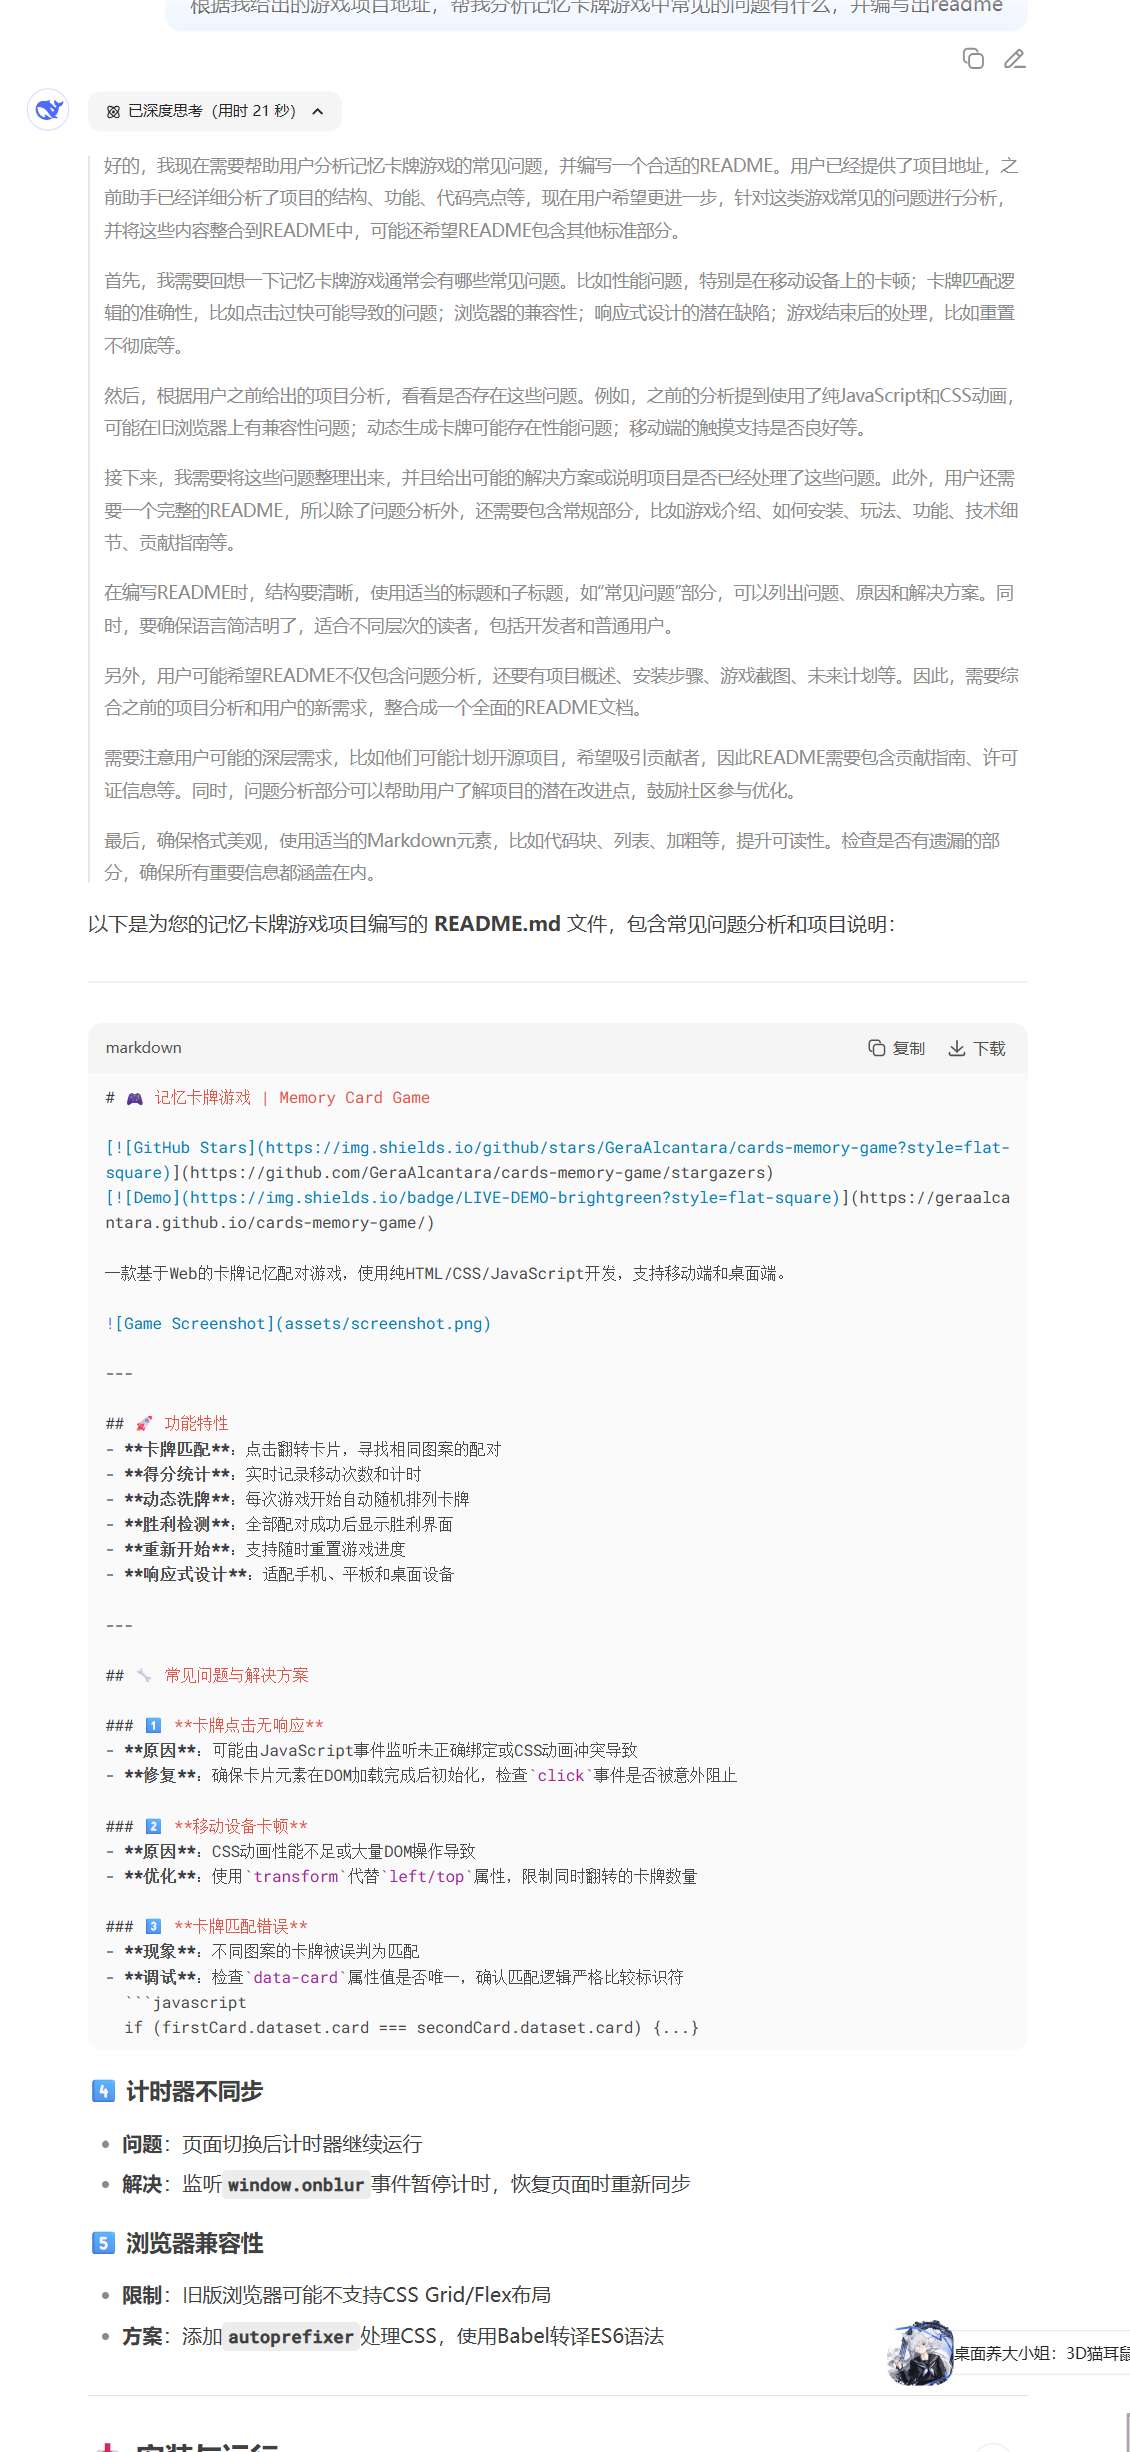 根据我给出的游戏项目地址，帮我分析记忆卡牌游戏中常见的问题有什么，并编写出readme
已深度思考（用时 21 秒）
好的，我现在需要帮助用户分析记忆卡牌游戏的常见问题，并编写一个合适的README。用户已经提供了项目地址，之
前助手已经详细分析了项目的结构、功能、代码亮点等，现在用户希望更进一步，针对这类游戏常见的问题进行分析，
并将这些内容整合到README中，可能还希望README包含其他标准部分。
首先，我需要回想一下记忆卡牌游戏通常会有哪些常见问题。比如性能问题，特别是在移动设备上的卡顿；卡牌匹配逻
辑的准确性，比如点击过快可能导致的问题；浏览器的兼容性；响应式设计的潜在缺陷；游戏结束后的处理，比如重置
不彻底等。
然后，根据用户之前给出的项目分析，看看是否存在这些问题。例如，之前的分析提到使用了纯JavaScript和CSS动画，
可能在旧浏览器上有兼容性问题；动态生成卡牌可能存在性能问题；移动端的触摸支持是否良好等。
接下来，我需要将这些问题整理出来，并且给出可能的解决方案或说明项目是否已经处理了这些问题。此外，用户还需
要一个完整的README，所以除了问题分析外，还需要包含常规部分，比如游戏介绍、如何安装、玩法、功能、技术细
节、贡献指南等。
在编写README时，结构要清晰，使用适当的标题和子标题，如“常见问题”部分，可以列出问题、原因和解决方案。同
时，要确保语言简洁明了，适合不同层次的读者，包括开发者和普通用户。
另外，用户可能希望README不仅包含问题分析，还要有项目概述、安装步骤、游戏截图、未来计划等。因此，需要综
合之前的项目分析和用户的新需求，整合成一个全面的README文档。
需要注意用户可能的深层需求，比如他们可能计划开源项目，希望吸引贡献者，因此README需要包含贡献指南、许可
证信息等。同时，问题分析部分可以帮助用户了解项目的潜在改进点，鼓励社区参与优化。
最后，确保格式美观，使用适当的Markdown元素，比如代码块、列表、加粗等，提升可读性。检查是否有遗漏的部
分，确保所有重要信息都涵盖在内。
以下是为您的记忆卡牌游戏项目编写的 README.md 文件，包含常见问题分析和项目说明：
markdown
复制
下载
# 🎮 记忆卡牌游戏 | Memory Card Game
[![GitHub Stars](https://img.shields.io/github/stars/GeraAlcantara/cards-memory-game?style=flat-
square)](https://github.com/GeraAlcantara/cards-memory-game/stargazers)
[![Demo](https://img.shields.io/badge/LIVE-DEMO-brightgreen?style=flat-square)](https://geraalca
ntara.github.io/cards-memory-game/)
一款基于Web的卡牌记忆配对游戏，使用纯HTML/CSS/JavaScript开发，支持移动端和桌面端。
![Game Screenshot](assets/screenshot.png)
---
## 🚀 功能特性
- **卡牌匹配**：点击翻转卡片，寻找相同图案的配对
- **得分统计**：实时记录移动次数和计时
- **动态洗牌**：每次游戏开始自动随机排列卡牌
- **胜利检测**：全部配对成功后显示胜利界面
- **重新开始**：支持随时重置游戏进度
- **响应式设计**：适配手机、平板和桌面设备
---
## 🔧 常见问题与解决方案
### 1️⃣ **卡牌点击无响应**
- **原因**：可能由JavaScript事件监听未正确绑定或CSS动画冲突导致
- **修复**：确保卡片元素在DOM加载完成后初始化，检查`click`事件是否被意外阻止
### 2️⃣ **移动设备卡顿**
- **原因**：CSS动画性能不足或大量DOM操作导致
- **优化**：使用`transform`代替`left/top`属性，限制同时翻转的卡牌数量
### 3️⃣ **卡牌匹配错误**
- **现象**：不同图案的卡牌被误判为匹配
- **调试**：检查`data-card`属性值是否唯一，确认匹配逻辑严格比较标识符
```javascript
if (firstCard.dataset.card === secondCard.dataset.card) {...}
4️⃣ 计时器不同步
问题：页面切换后计时器继续运行
解决：监听window.onblur事件暂停计时，恢复页面时重新同步
5️⃣ 浏览器兼容性
限制：旧版浏览器可能不支持CSS Grid/Flex布局
方案：添加autoprefixer处理CSS，使用Babel转译ES6语法
桌面养大小姐：3D猫耳
安装与运行